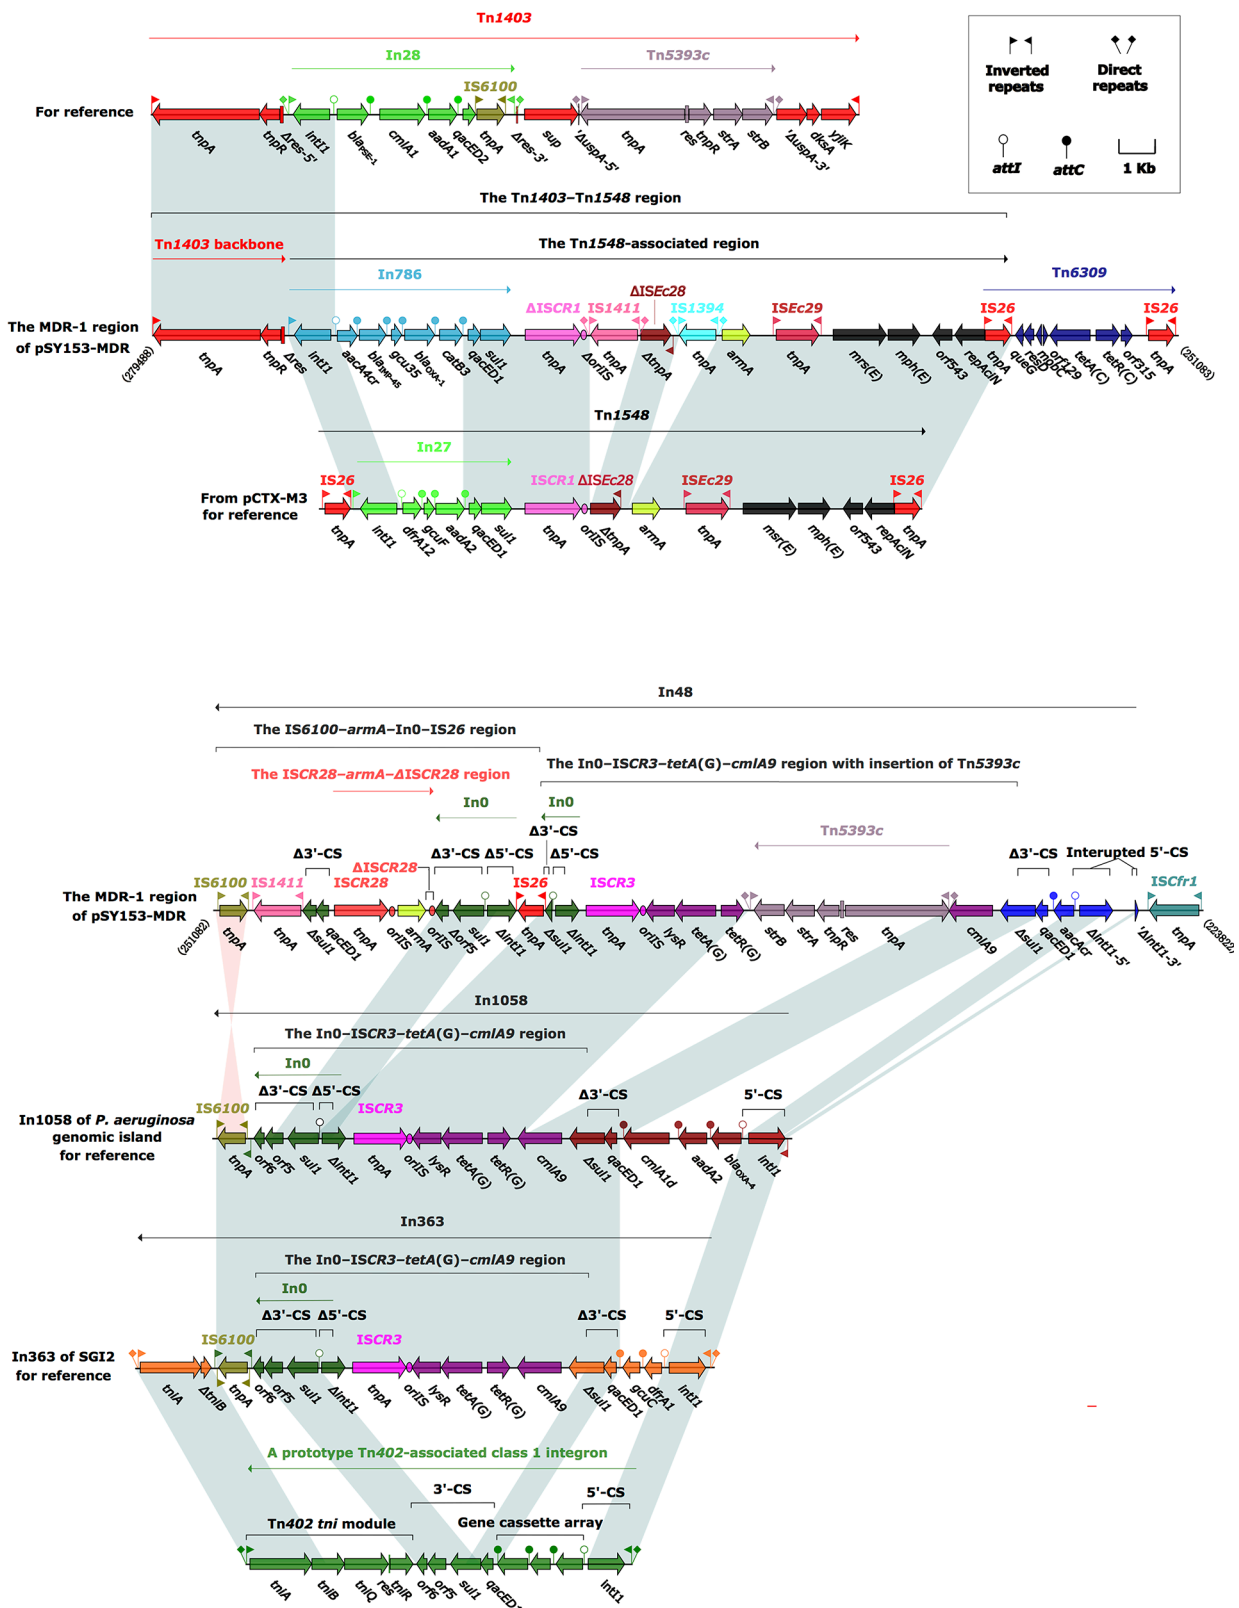 Tn1403
In28
Tn5393c
IS6100
For reference
tnpA
tnpR
Δres-5'
intI1
blaPSE-1
cmlA1
aadA1
qacED2
tnpA
Δres-3'
sup
'ΔuspA-5'
tnpA
res
tnpR
strA
strB
'ΔuspA-3'
dksA
yjiK
Inverted repeats
Direct repeats
attI
attC
1 Kb
The Tn1403–Tn1548 region
Tn1403 backbone
The Tn1548-associated region
In786
Tn6309
ΔISEc28
ΔISCR1
IS1411
IS1394
ISEc29
IS26
IS26
The MDR-1 region
of pSY153-MDR
(279488)
tnpA
tnpR
Δres
intI1
aacA4cr
blaIMP-45
gcu35
blaOXA-1
catB3
qacED1
sul1
tnpA
ΔorIIS
tnpA
ΔtnpA
tnpA
armA
tnpA
mrs(E)
mph(E)
orf543
repAciN
tnpA
queG
resD
mpbC
orf129
tetA(C)
tetR(C)
orf315
tnpA
(251083)
Tn1548
In27
IS26
ISCR1
ΔISEc28
ISEc29
IS26
From pCTX-M3
for reference
tnpA
intI1
dfrA12
gcuF
aadA2
qacED1
sul1
tnpA
orIIS
ΔtnpA
armA
tnpA
msr(E)
mph(E)
orf543
repAciN
tnpA
In48
The IS6100–armA–In0–IS26 region
The In0–ISCR3–tetA(G)–cmlA9 region with insertion of Tn5393c
The ISCR28–armA–ΔISCR28 region
In0
In0
Δ3'-CS
Tn5393c
Δ3'-CS
ΔISCR28
Δ3'-CS
Δ5'-CS
Δ5'-CS
Δ3'-CS
Interupted 5'-CS
IS6100
IS1411
ISCR28
IS26
ISCR3
ISCfr1
The MDR-1 region
of pSY153-MDR
(251082)
tnpA
tnpA
Δsul1
qacED1
tnpA
orIIS
armA
orIIS
Δorf5
sul1
ΔintI1
tnpA
Δsul1
ΔintI1
tnpA
orIIS
lysR
tetA(G)
tetR(G)
strB
strA
tnpR
res
tnpA
cmlA9
Δsul1
qacED1
aacAcr
ΔintI1-5'
'ΔintI1-3'
tnpA
(223822)
In1058
The In0–ISCR3–tetA(G)–cmlA9 region
In0
Δ3'-CS
Δ5'-CS
Δ3'-CS
5'-CS
IS6100
ISCR3
In1058 of P. aeruginosa
genomic island
for reference
tnpA
orf6
orf5
sul1
ΔintI1
tnpA
orIIS
lysR
tetA(G)
tetR(G)
cmlA9
Δsul1
qacED1
cmlA1d
aadA2
blaOXA-4
intI1
In363
The In0–ISCR3–tetA(G)–cmlA9 region
In0
Δ3'-CS
Δ5'-CS
Δ3'-CS
5'-CS
IS6100
ISCR3
In363 of SGI2
for reference
tniA
ΔtniB
tnpA
orf6
orf5
sul1
ΔintI1
tnpA
orIIS
lysR
tetA(G)
tetR(G)
cmlA9
Δsul1
qacED1
gcuC
dfrA1
intI1
A prototype Tn402-associated class 1 integron
3'-CS
5'-CS
Tn402 tni module
Gene cassette array
tniA
tniB
tniQ
res
tniR
orf6
orf5
sul1
intI1